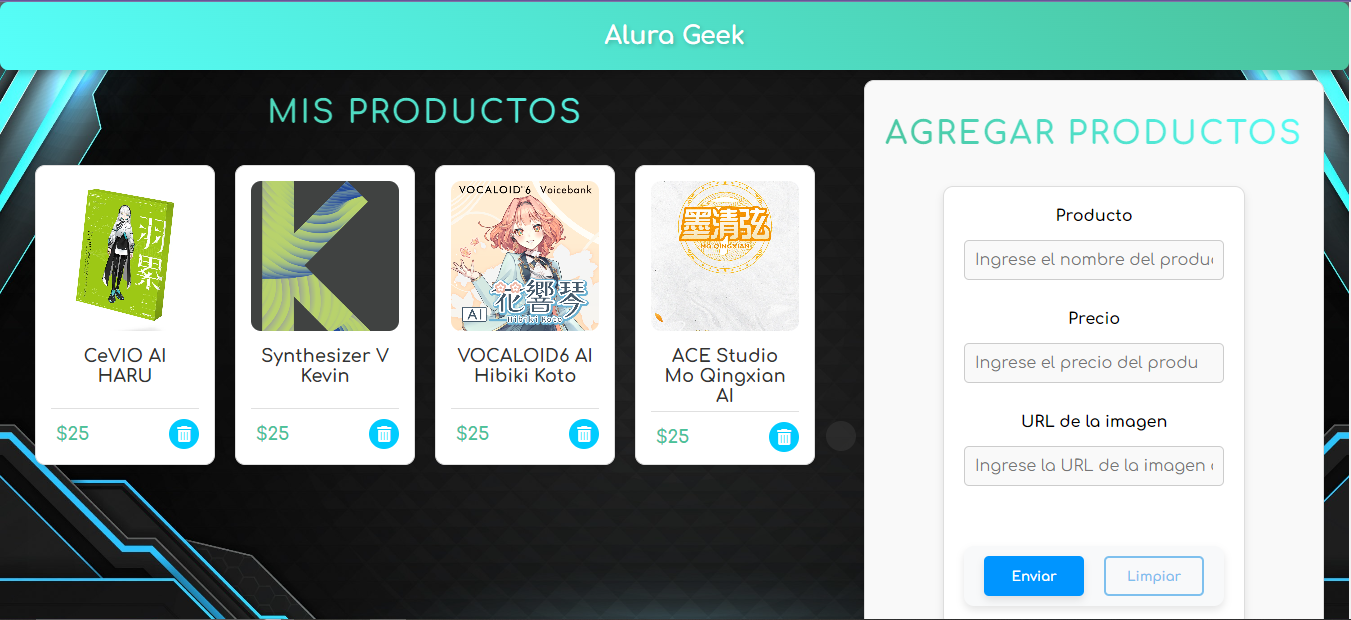 Alura Geek
MIS PRODUCTOS
羽累
CeVIO AI
HARU
$25
Synthesizer V
Kevin
$25
VOCALOID®6 Voicebank
花響琴
AI
Hibiki Koto
VOCALOID6 AI
Hibiki Koto
$25
墨清弦
MO QINGXIAN
ACE Studio
Mo Qingxian
AI
$25
AGREGAR PRODUCTOS
Producto
Ingrese el nombre del produc
Precio
Ingrese el precio del produ
URL de la imagen
Ingrese la URL de la imagen
Enviar
Limpiar